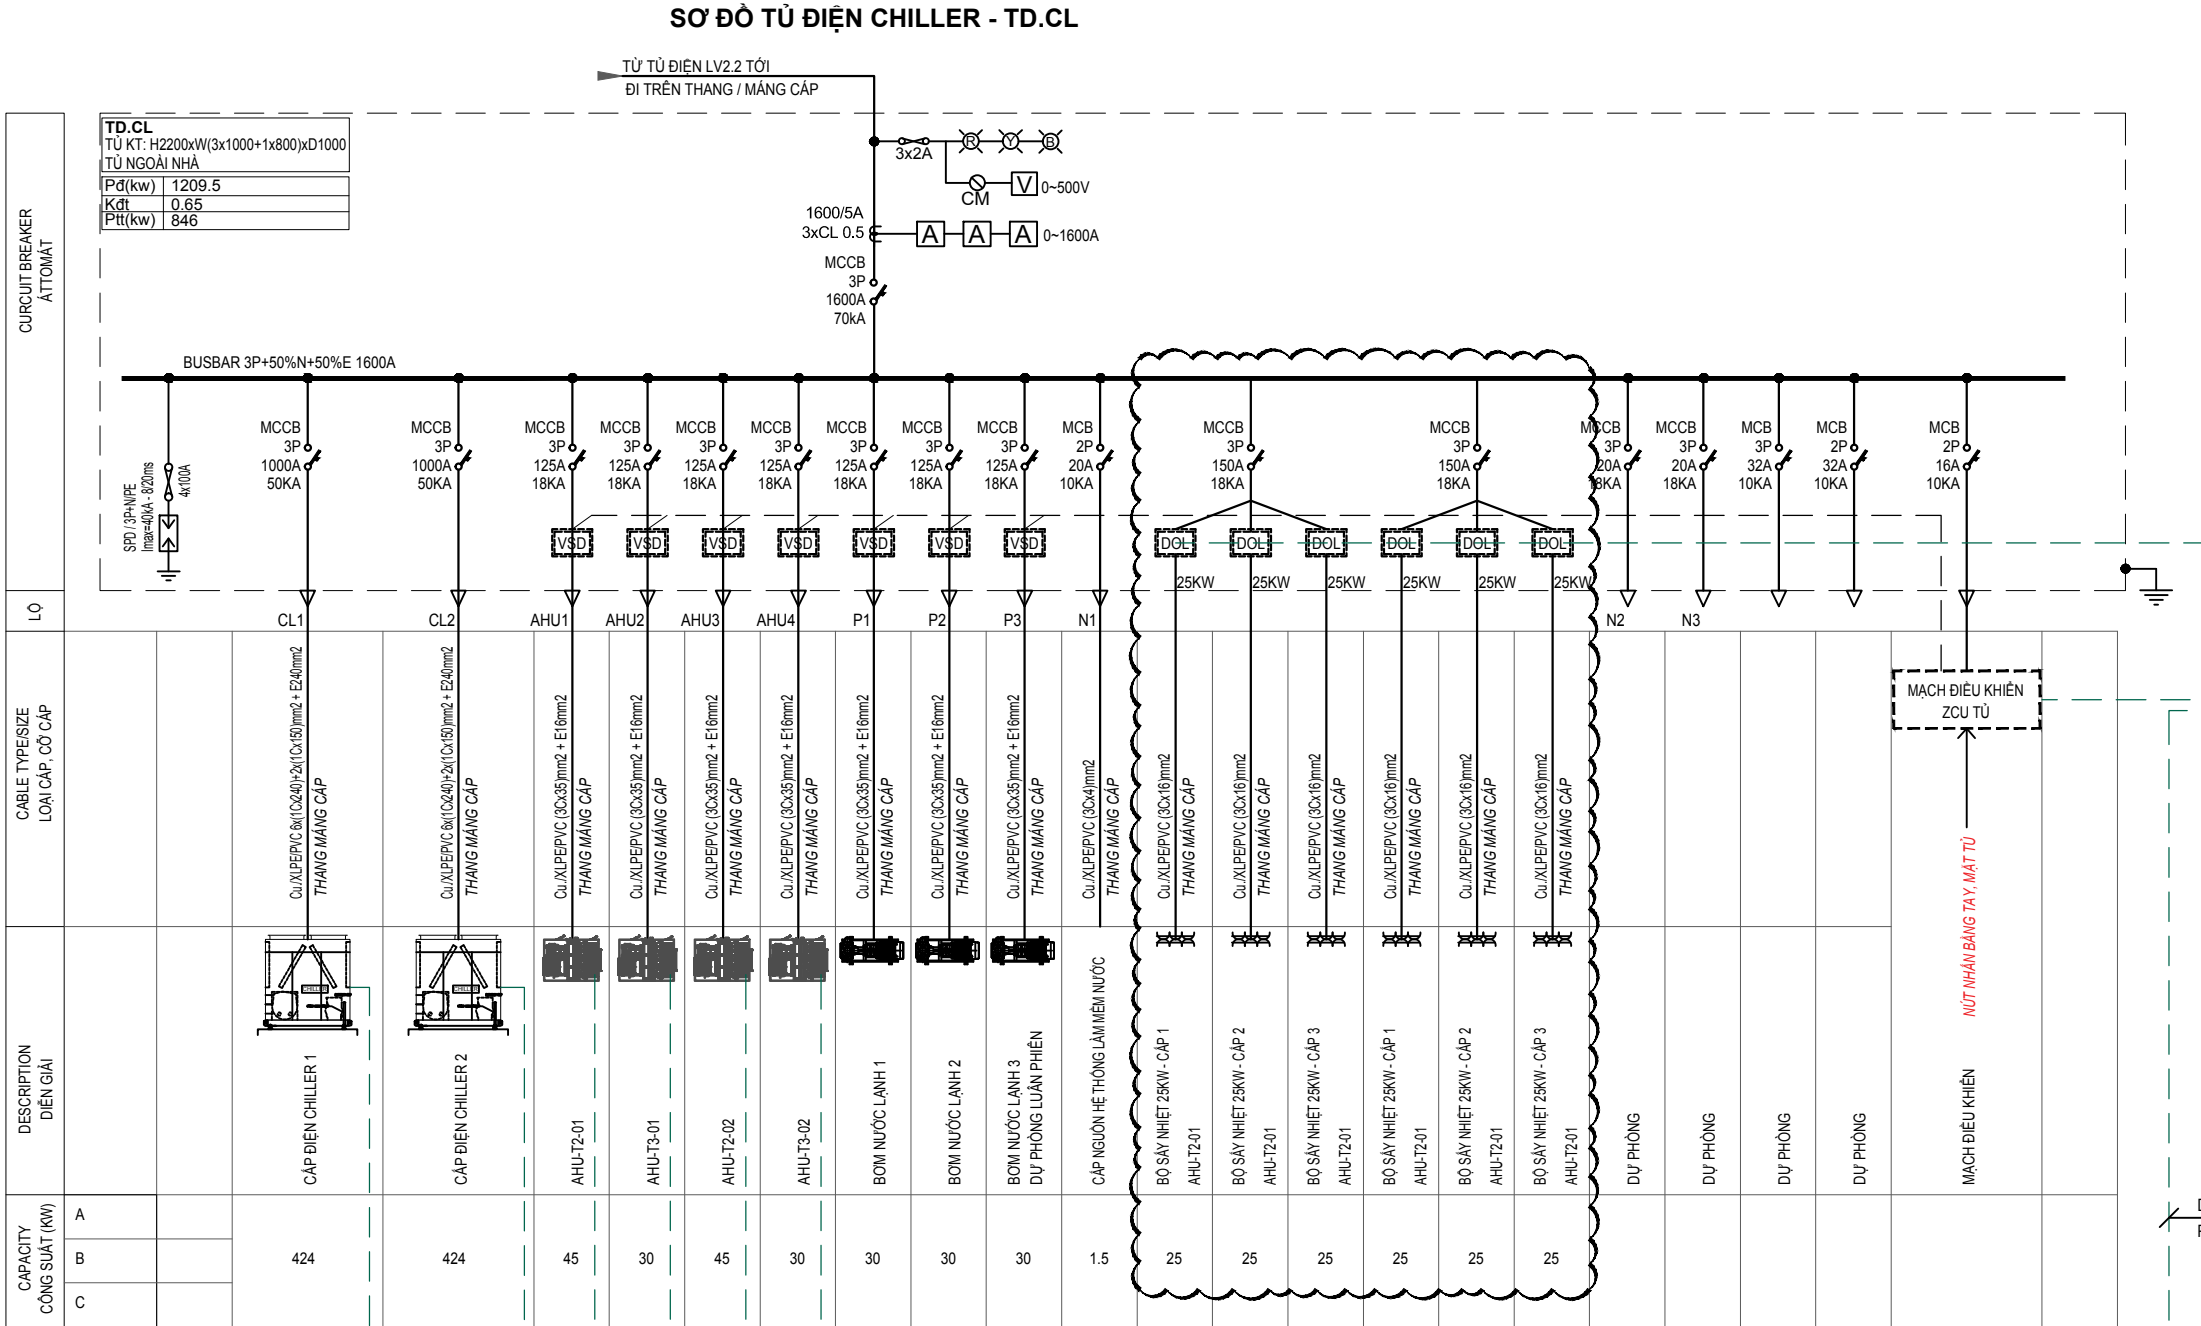 SƠ ĐỒ TỦ ĐIỆN CHILLER - TD.CL
TỪ TỦ ĐIỆN LV2.2 TỚI
ĐI TRÊN THANG / MÁNG CÁP
TD.CL
TỦ KT: H2200xW(3x1000+1x800)xD1000
TỦ NGOÀI NHÀ
Pđ(kw) 1209.5
Kđt 0.65
Ptt(kw) 846
3x2A
R Y B
CM
V 0~500V
1600/5A
3xCL 0.5
A A A 0~1600A
MCCB
3P
1600A
70kA
CURCUIT BREAKER
ÁTTOMÁT
BUSBAR 3P+50%N+50%E 1600A
SPD / 3P+N/PE
Imax=40kA - 8/20ms
4x100A
MCCB MCCB MCCB MCCB MCCB MCCB MCCB MCCB MCCB MCB MCCB MCCB MCCB MCCB MCB MCB MCB
3P 3P 3P 3P 3P 3P 3P 3P 3P 2P 3P 3P 3P 3P 3P 2P 2P
1000A 1000A 125A 125A 125A 125A 125A 125A 125A 20A 150A 150A 20A 20A 32A 32A 16A
50KA 50KA 18KA 18KA 18KA 18KA 18KA 18KA 18KA 10KA 18KA 18KA 18KA 18KA 10KA 10KA 10KA
VSD VSD VSD VSD VSD VSD VSD DOL DOL DOL DOL DOL DOL
25KW 25KW 25KW 25KW 25KW 25KW
LỘ
CL1 CL2 AHU1 AHU2 AHU3 AHU4 P1 P2 P3 N1 N2 N3
CABLE TYPE/SIZE
LOẠI CÁP, CỠ CÁP
Cu./XLPE/PVC 6x(1Cx240)+2x(1Cx150)mm2 + E240mm2
THANG MÁNG CÁP
Cu./XLPE/PVC 6x(1Cx240)+2x(1Cx150)mm2 + E240mm2
THANG MÁNG CÁP
Cu./XLPE/PVC (3Cx35)mm2 + E16mm2
THANG MÁNG CÁP
Cu./XLPE/PVC (3Cx35)mm2 + E16mm2
THANG MÁNG CÁP
Cu./XLPE/PVC (3Cx35)mm2 + E16mm2
THANG MÁNG CÁP
Cu./XLPE/PVC (3Cx35)mm2 + E16mm2
THANG MÁNG CÁP
Cu./XLPE/PVC (3Cx35)mm2 + E16mm2
THANG MÁNG CÁP
Cu./XLPE/PVC (3Cx35)mm2 + E16mm2
THANG MÁNG CÁP
Cu./XLPE/PVC (3Cx35)mm2 + E16mm2
THANG MÁNG CÁP
Cu./XLPE/PVC (3Cx4)mm2
THANG MÁNG CÁP
Cu./XLPE/PVC (3Cx16)mm2
THANG MÁNG CÁP
Cu./XLPE/PVC (3Cx16)mm2
THANG MÁNG CÁP
Cu./XLPE/PVC (3Cx16)mm2
THANG MÁNG CÁP
Cu./XLPE/PVC (3Cx16)mm2
THANG MÁNG CÁP
Cu./XLPE/PVC (3Cx16)mm2
THANG MÁNG CÁP
Cu./XLPE/PVC (3Cx16)mm2
THANG MÁNG CÁP
MẠCH ĐIỀU KHIỂN
ZCU TỦ
NÚT NHẤN BẰNG TAY, MẶT TỦ
DESCRIPTION
DIỄN GIẢI
CHILLER
CẤP ĐIỆN CHILLER 1
CHILLER
CẤP ĐIỆN CHILLER 2
AHU-T2-01
AHU-T3-01
AHU-T2-02
AHU-T3-02
BƠM NƯỚC LẠNH 1
BƠM NƯỚC LẠNH 2
BƠM NƯỚC LẠNH 3
DỰ PHÒNG LUÂN PHIÊN
CẤP NGUỒN HỆ THỐNG LÀM MỀM NƯỚC
BỘ SẤY NHIỆT 25KW - CẤP 1
AHU-T2-01
BỘ SẤY NHIỆT 25KW - CẤP 2
AHU-T2-01
BỘ SẤY NHIỆT 25KW - CẤP 3
AHU-T2-01
BỘ SẤY NHIỆT 25KW - CẤP 1
AHU-T2-01
BỘ SẤY NHIỆT 25KW - CẤP 2
AHU-T2-01
BỘ SẤY NHIỆT 25KW - CẤP 3
AHU-T2-01
DỰ PHÒNG
DỰ PHÒNG
DỰ PHÒNG
DỰ PHÒNG
MẠCH ĐIỀU KHIỂN
CAPACITY
CÔNG SUẤT (KW)
A
B 424 424 45 30 45 30 30 30 30 1.5 25 25 25 25 25 25
C